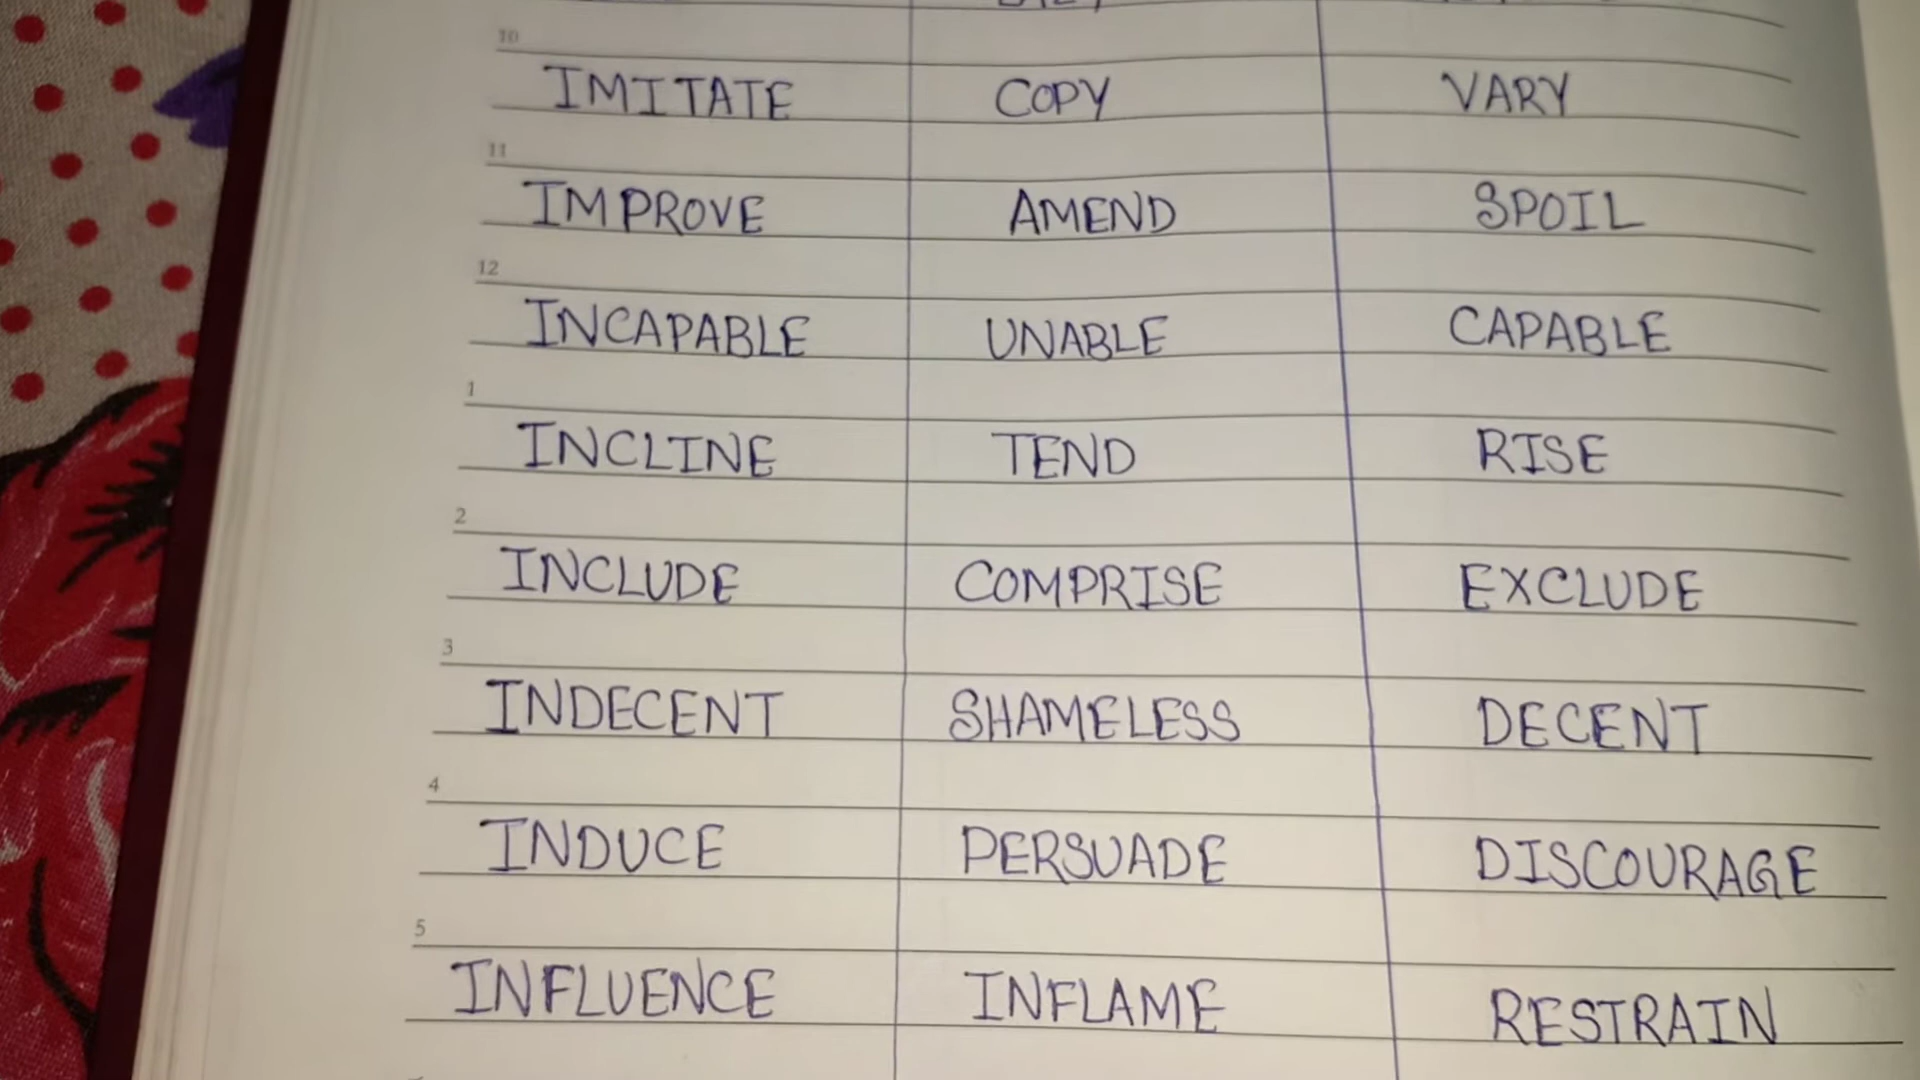 10
IMITATE COPY VARY
11
IMPROVE AMEND SPOIL
12
INCAPABLE UNABLE CAPABLE
1
INCLINE TEND RISE
2
INCLUDE COMPRISE EXCLUDE
3
INDECENT SHAMELESS DECENT
4
INDUCE PERSUADE DISCOURAGE
5
INFLUENCE INFLAME RESTRAIN